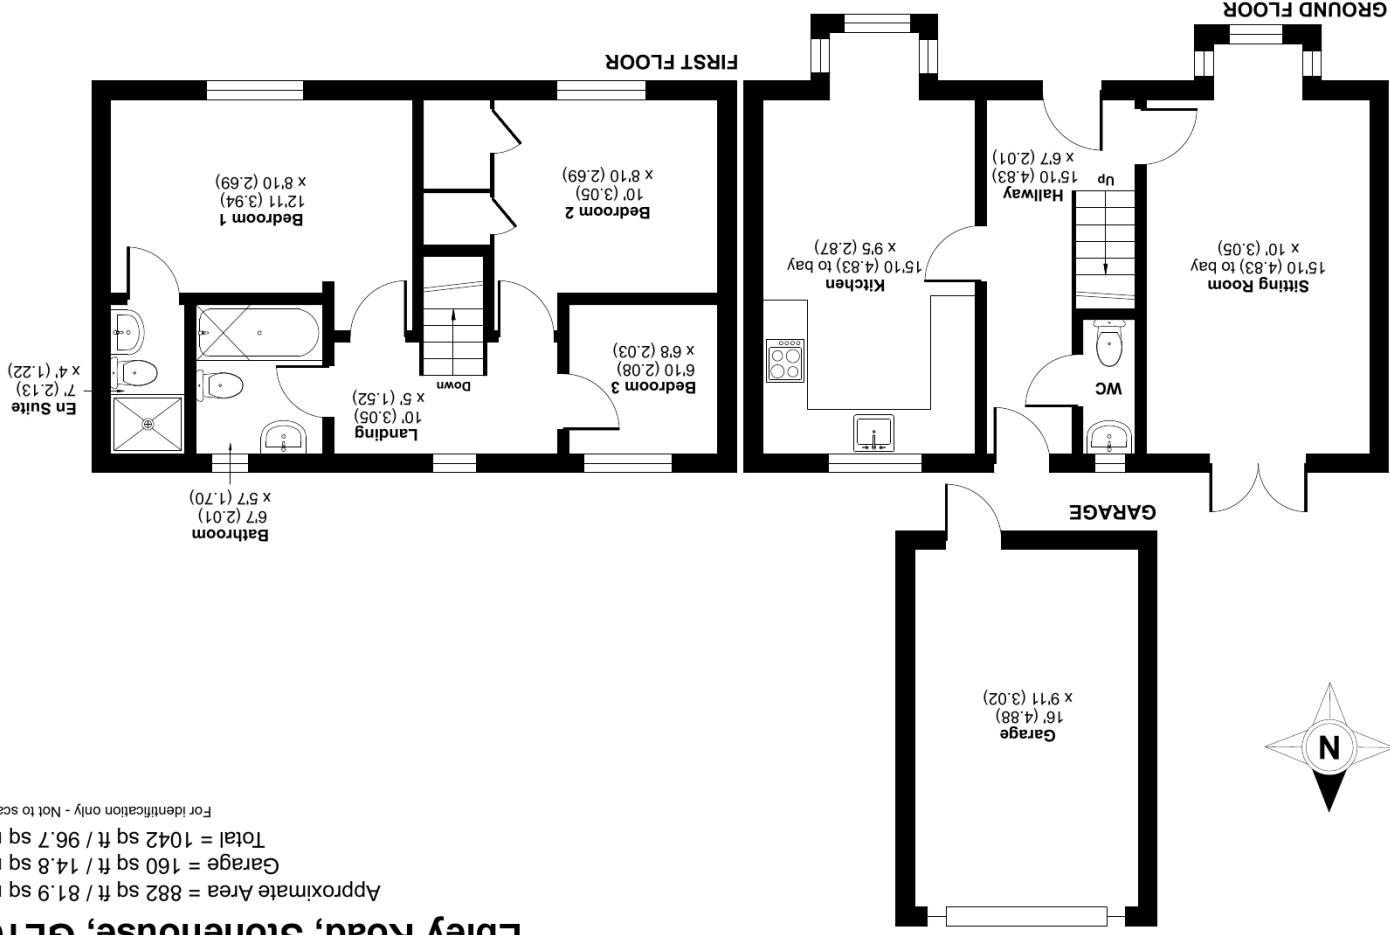 Ebley Road, Stonehouse,
Approximate Area = 882 sq ft / 81.9 sq
Garage = 160 sq ft / 14.8 sq
Total = 1042 sq ft / 96.7 sq
For identification only - Not to sca
N
Garage
16' (4.88)
x 9'11 (3.02)
GARAGE
WC
Sitting Room
15'10 (4.83) to bay
x 10' (3.05)
Up
Hallway
15'10 (4.83)
x 6'7 (2.01)
Kitchen
15'10 (4.83) to bay
x 9'5 (2.87)
GROUND FLOOR
Bathroom
6'7 (2.01)
x 5'7 (1.70)
Bedroom 3
6'10 (2.08)
x 6'8 (2.03)
Down
Landing
10' (3.05)
x 5' (1.52)
En Suite
7' (2.13)
x 4' (1.22)
Bedroom 2
10' (3.05)
x 8'10 (2.69)
Bedroom 1
12'11 (3.94)
x 8'10 (2.69)
FIRST FLOOR